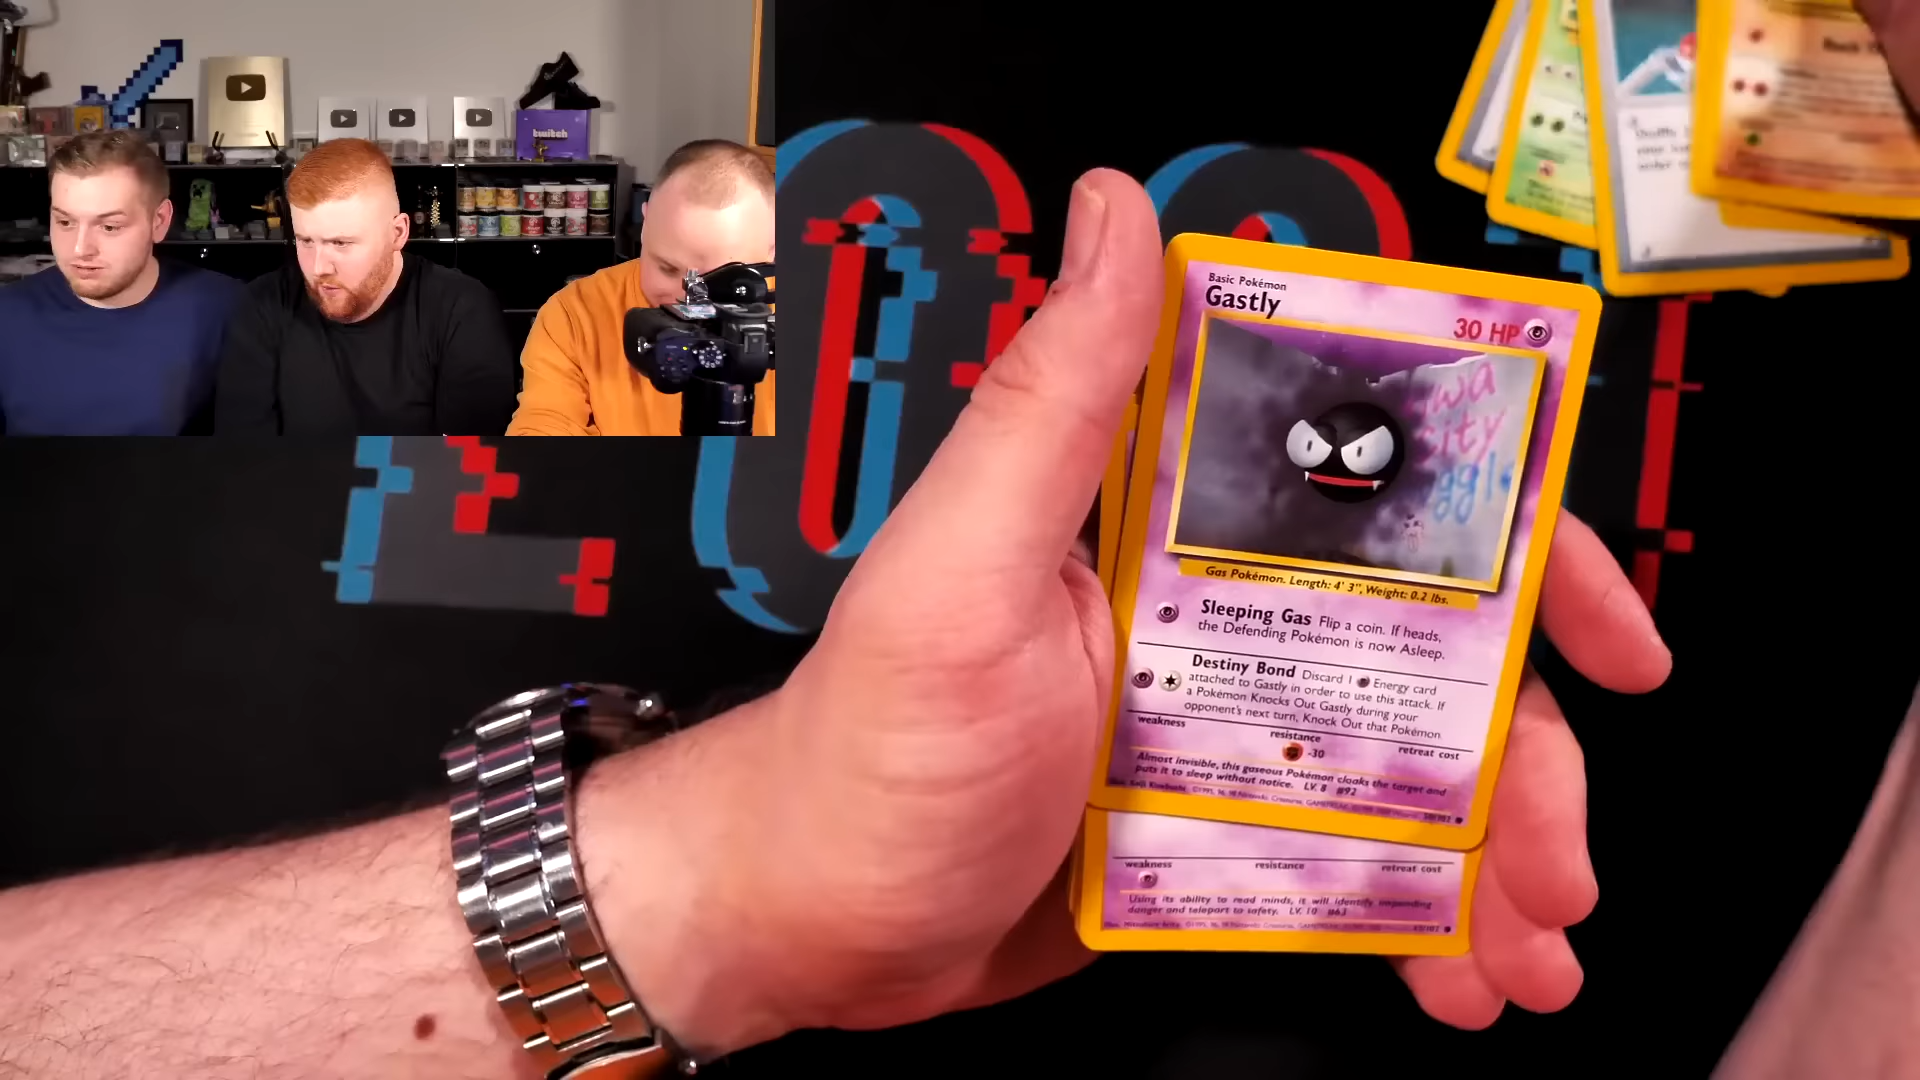 twitch
Basic Pokémon
Gastly
30 HP
wa
city
ggl
Gas Pokémon. Length: 4' 3", Weight: 0.2 lbs.
Sleeping Gas Flip a coin. If heads,
the Defending Pokémon is now Asleep.
Destiny Bond Discard 1 Energy card
attached to Gastly in order to use this attack. If
a Pokémon Knocks Out Gastly during your
opponent's next turn, Knock Out that Pokémon.
weakness
resistance
retreat cost
-30
Almost invisible, this gaseous Pokémon cloaks the target and
puts it to sleep without notice. LV. 8 #92
50/102
weakness
resistance
retreat cost
Using its ability to read minds, it will identify impending
danger and teleport to safety. LV. 10 #63